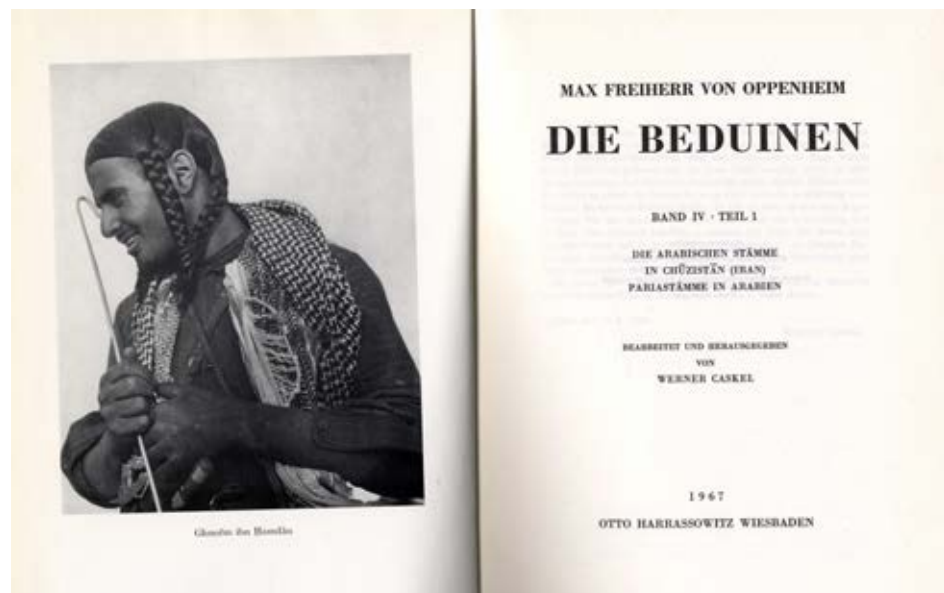 ibn
MAX FREIHERR VON OPPENHEIM
DIE BEDUINEN
BAND IV · TEIL 1
DIE ARABISCHEN STÄMME
IN CHŪZISTĀN (IRAN)
PARIASTÄMME IN ARABIEN
BEARBEITET UND HERAUSGEGEBEN
VON
WERNER CASKEL
1967
OTTO HARRASSOWITZ WIESBADEN